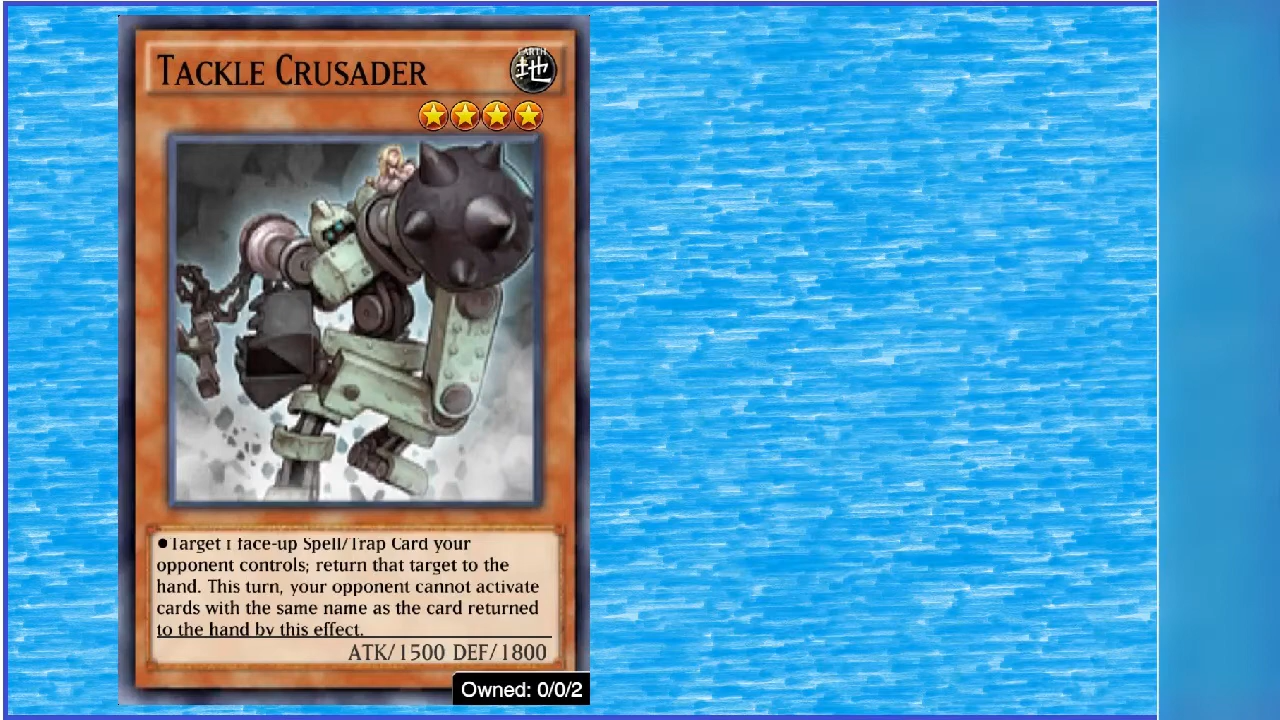 Tackle Crusader
EARTH
地
●Target 1 face-up Spell/Trap Card your
opponent controls; return that target to the
hand. This turn, your opponent cannot activate
cards with the same name as the card returned
to the hand by this effect.
ATK/1500 DEF/1800
Owned: 0/0/2